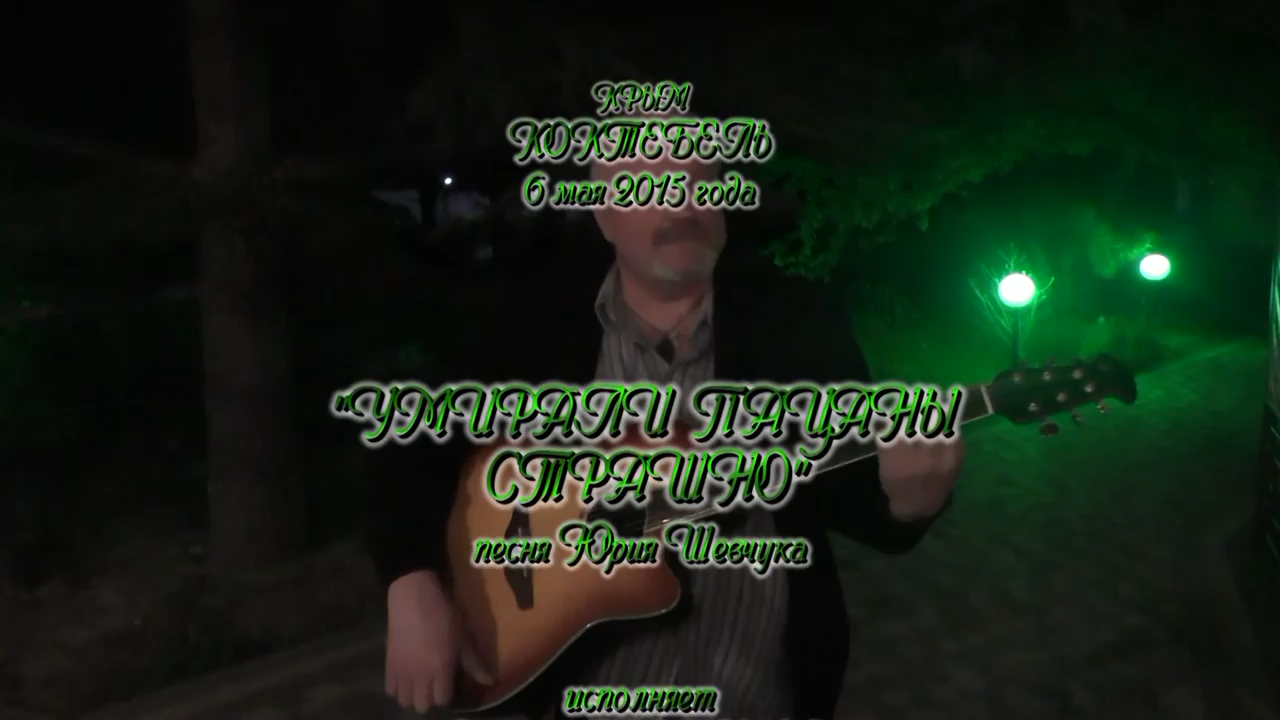 КРЫМ
КОКТЕБЕЛЬ
6 мая 2015 года
"УМИРАЛИ ПАЦАНЫ
СТРАШНО"
песня Юрия Шевчука
исполняет